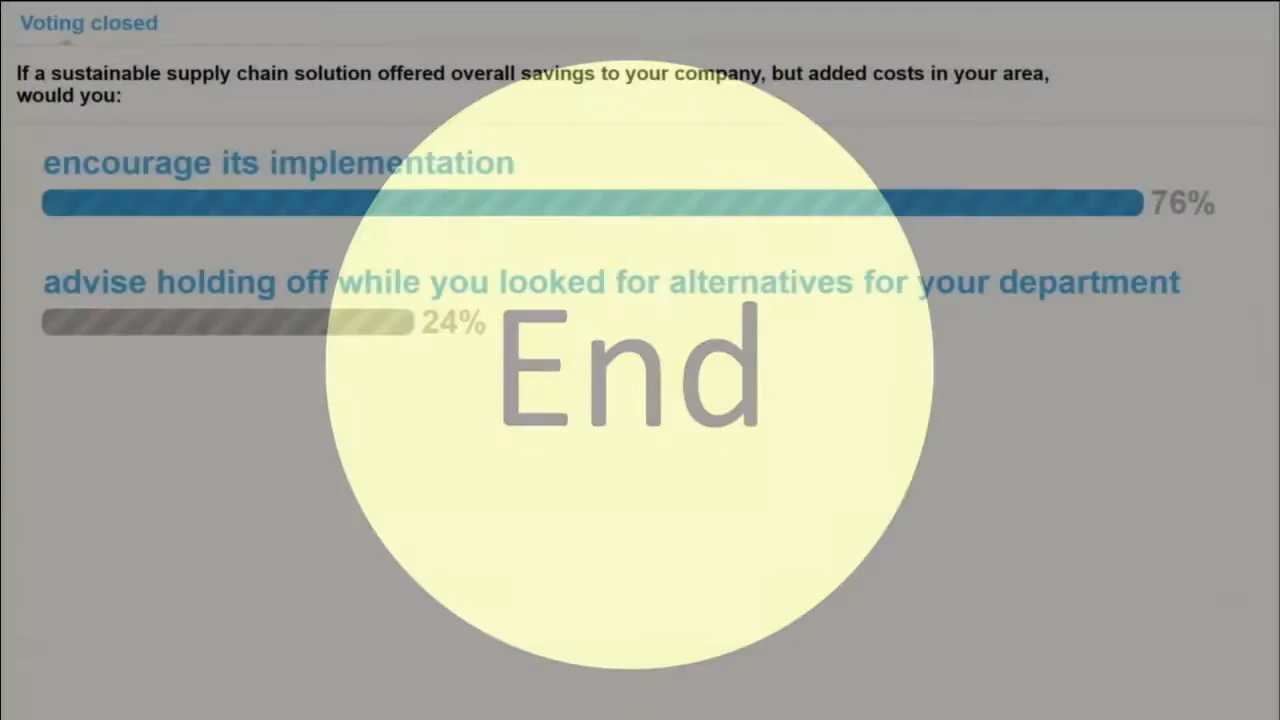 Voting closed
If a sustainable supply chain solution offered overall savings to your company, but added costs in your area,
would you:
encourage its implementation
76%
advise holding off while you looked for alternatives for your department
24%
End